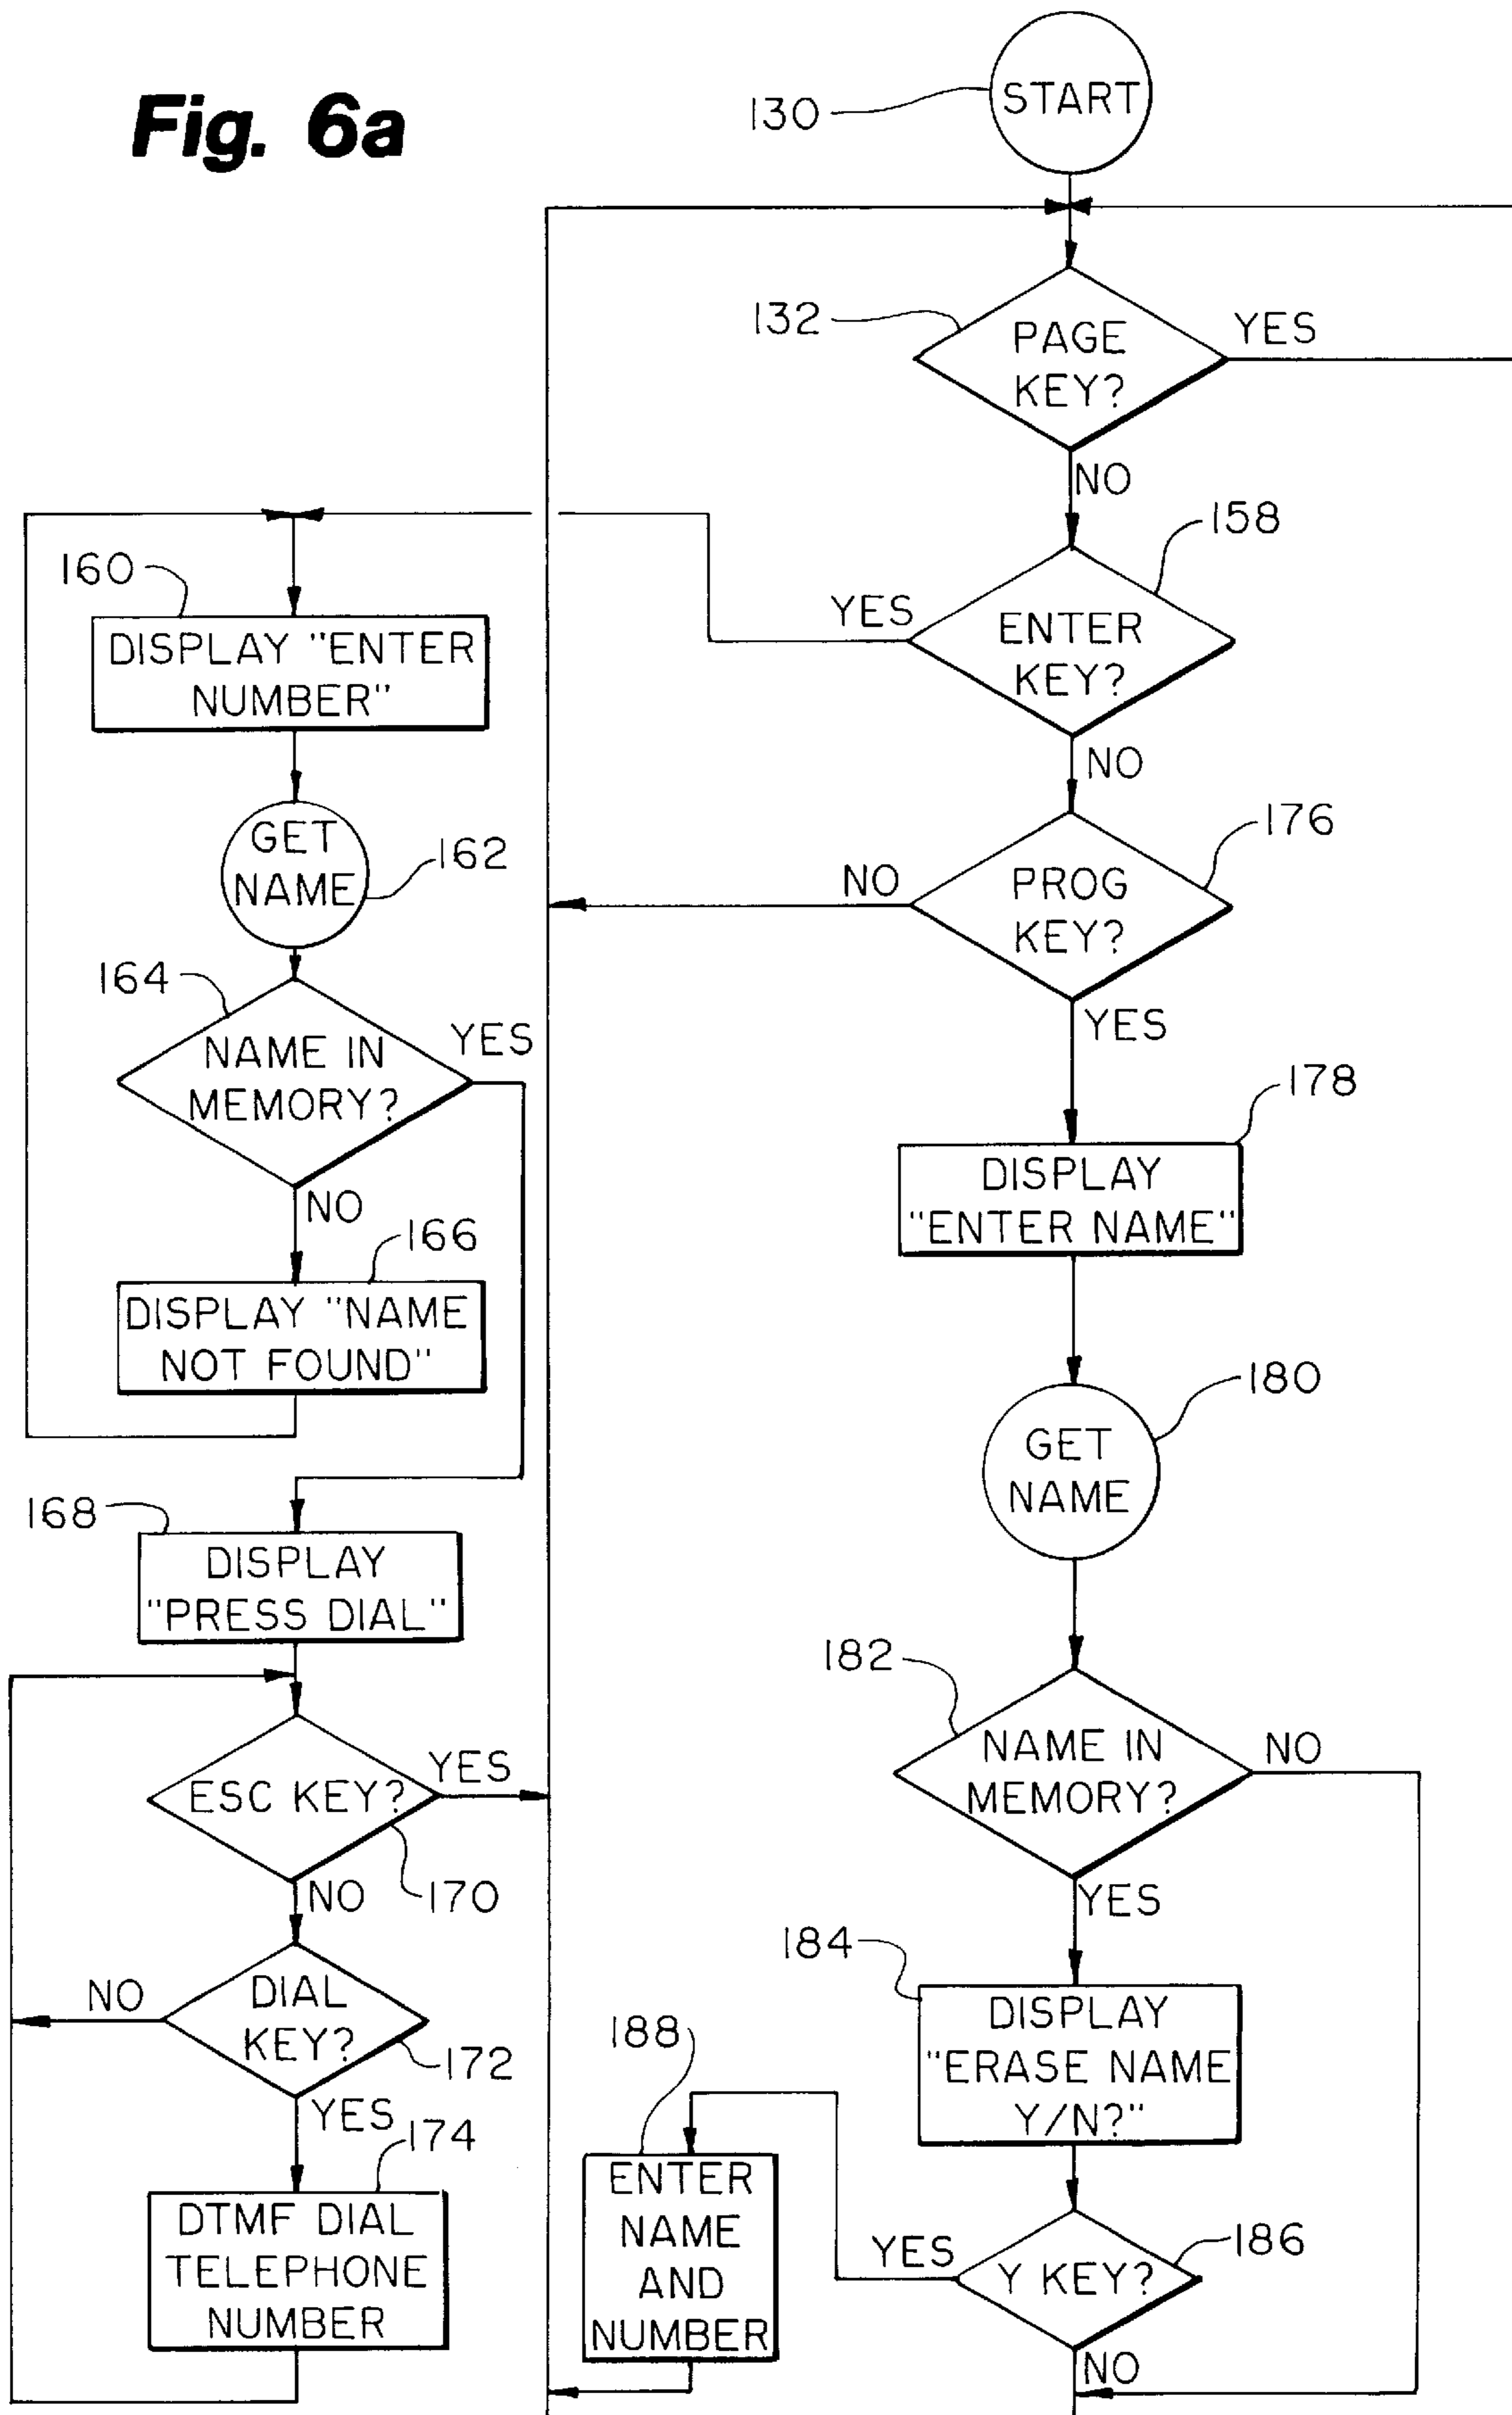 Fig. 6a
130
START
132
PAGE
KEY?
YES
NO
158
ENTER
KEY?
YES
NO
160
DISPLAY "ENTER
NUMBER"
GET
NAME
162
176
PROG
KEY?
NO
YES
164
NAME IN
MEMORY?
YES
NO
166
DISPLAY "NAME
NOT FOUND"
178
DISPLAY
"ENTER NAME"
180
GET
NAME
168
DISPLAY
"PRESS DIAL"
ESC KEY?
YES
NO
170
DIAL
KEY?
NO
172
YES
174
DTMF DIAL
TELEPHONE
NUMBER
182
NAME IN
MEMORY?
NO
YES
184
DISPLAY
"ERASE NAME
Y/N?"
188
ENTER
NAME
AND
NUMBER
YES
Y KEY?
186
NO